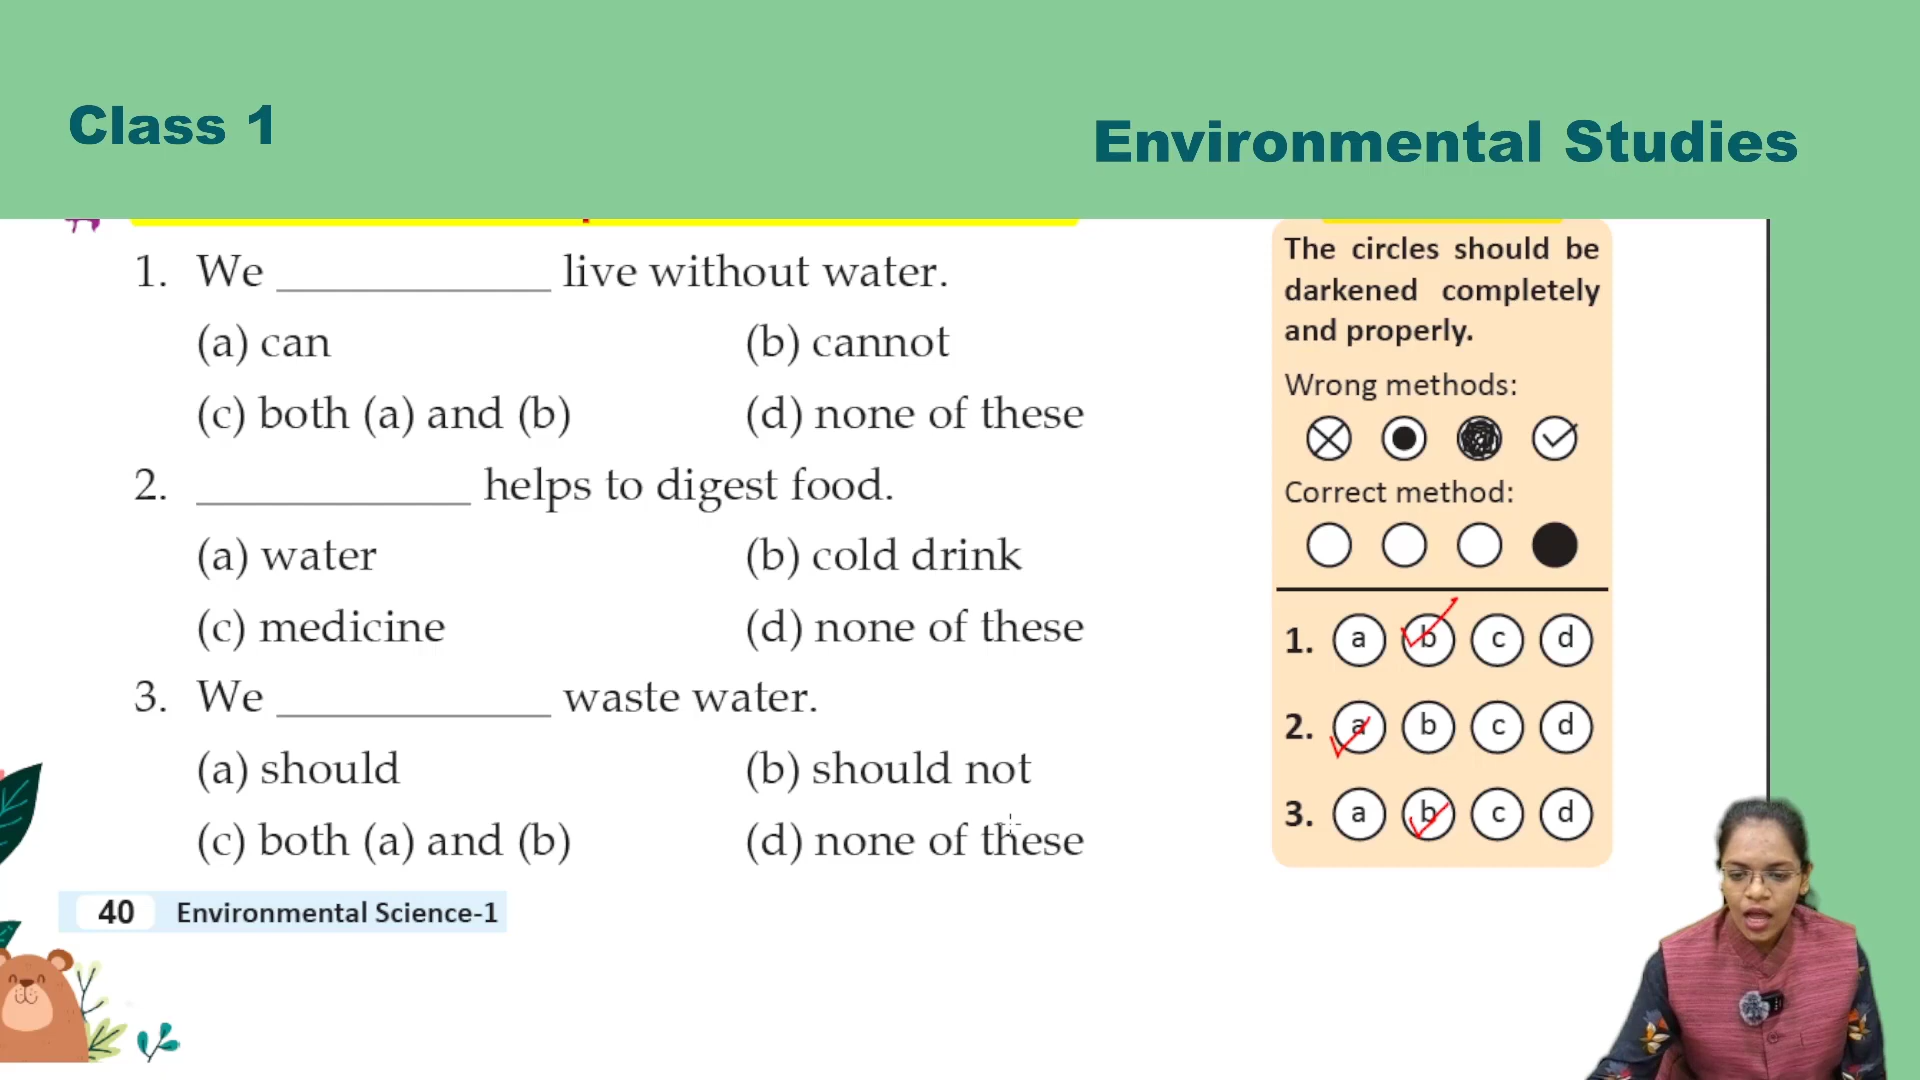 Class 1
Environmental Studies
1. We ____________ live without water.
(a) can (b) cannot
(c) both (a) and (b) (d) none of these
2. ____________ helps to digest food.
(a) water (b) cold drink
(c) medicine (d) none of these
3. We ____________ waste water.
(a) should (b) should not
(c) both (a) and (b) (d) none of these
40 Environmental Science-1
The circles should be
darkened completely
and properly.
Wrong methods:
Correct method:
1. a b c d
2. a b c d
3. a b c d